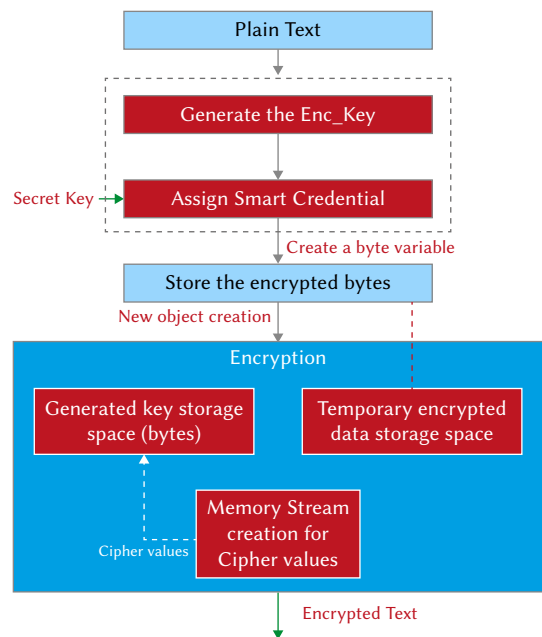 Plain Text
Generate the Enc_Key
Secret Key
Assign Smart Credential
Create a byte variable
Store the encrypted bytes
New object creation
Encryption
Generated key storage
space (bytes)
Temporary encrypted
data storage space
Memory Stream
creation for
Cipher values
Cipher values
Encrypted Text